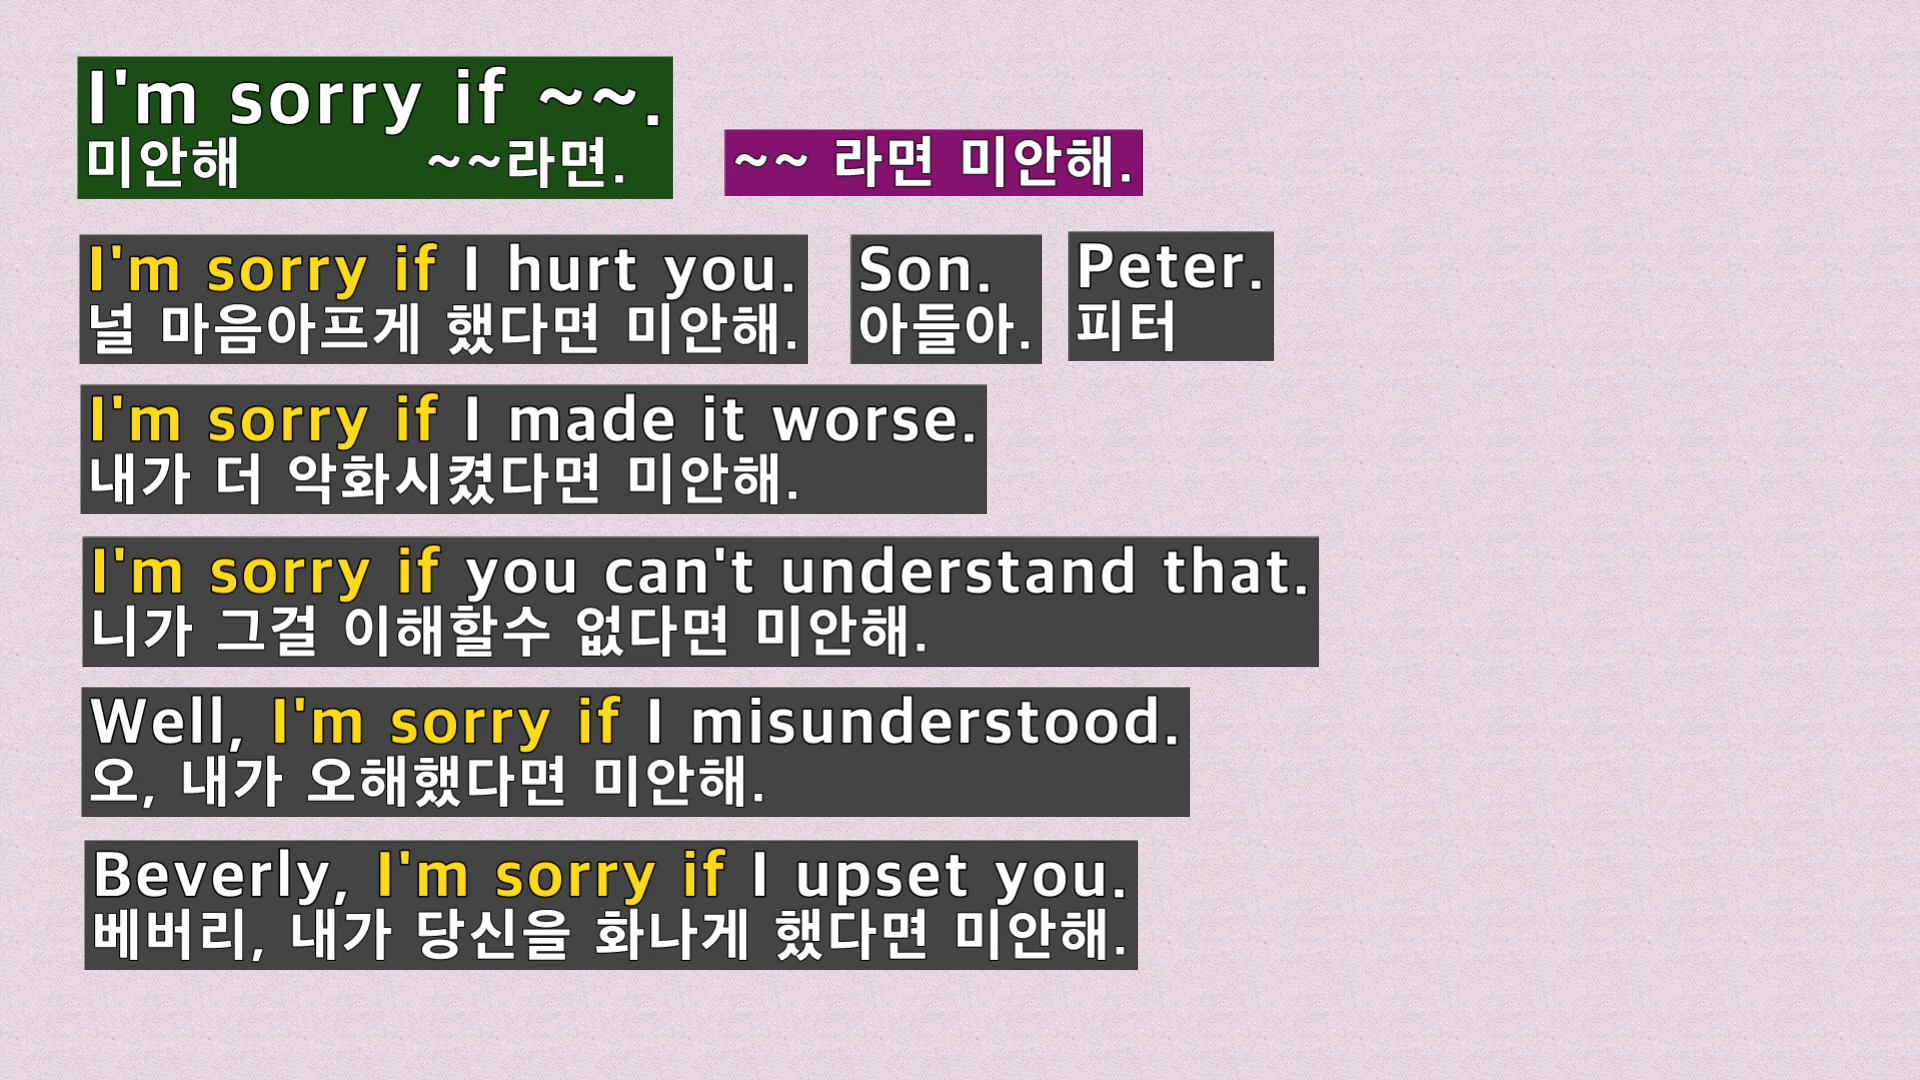 I'm sorry if ~~.
미안해 ~~라면.
~~ 라면 미안해.
I'm sorry if I hurt you.
널 마음아프게 했다면 미안해.
Son.
아들아.
Peter.
피터
I'm sorry if I made it worse.
내가 더 악화시켰다면 미안해.
I'm sorry if you can't understand that.
니가 그걸 이해할수 없다면 미안해.
Well, I'm sorry if I misunderstood.
오, 내가 오해했다면 미안해.
Beverly, I'm sorry if I upset you.
베버리, 내가 당신을 화나게 했다면 미안해.